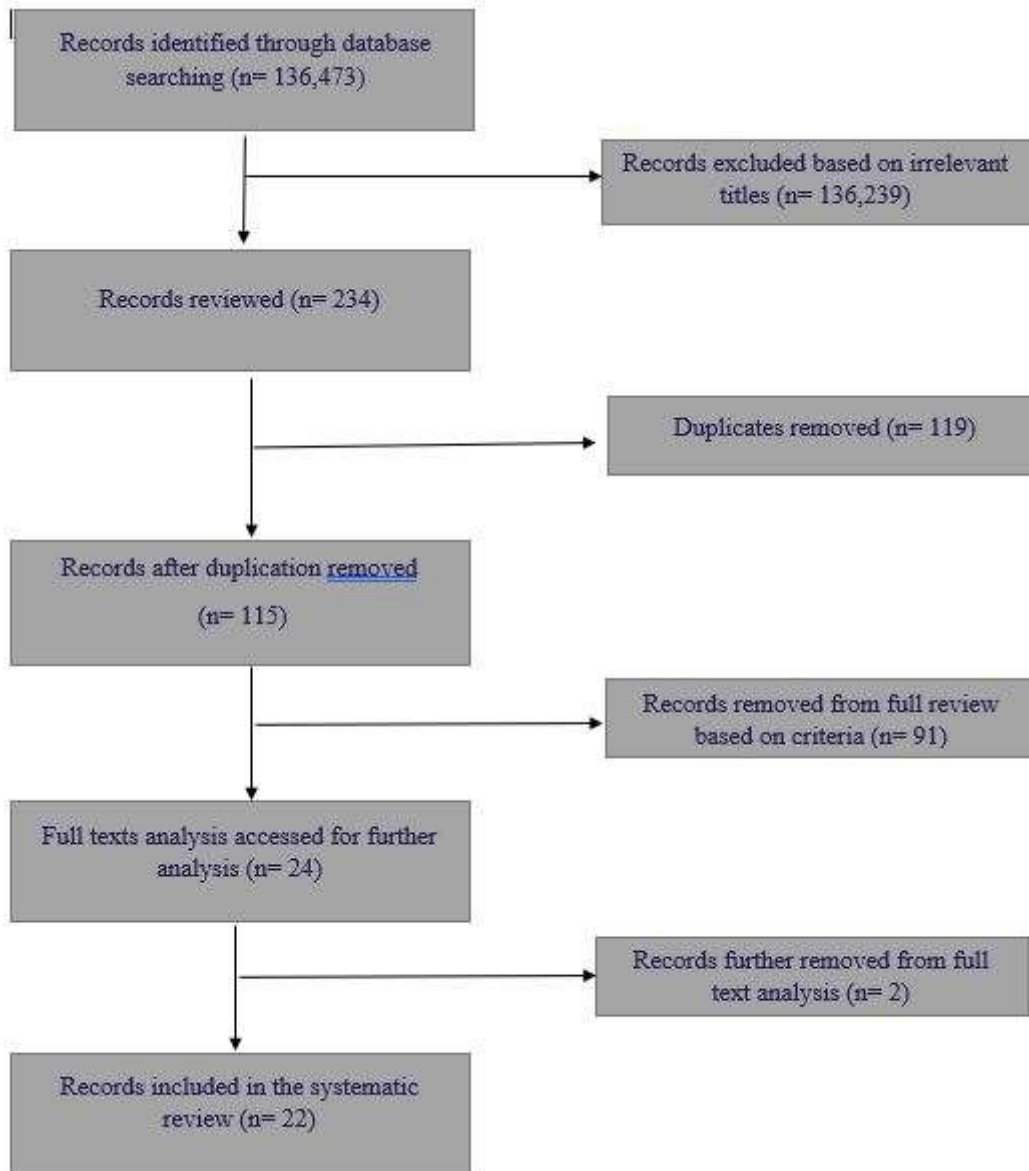 Records identified through database
searching (n= 136,473)
Records excluded based on irrelevant
titles (n= 136,239)
Records reviewed (n= 234)
Duplicates removed (n= 119)
Records after duplication removed
(n= 115)
Records removed from full review
based on criteria (n= 91)
Full texts analysis accessed for further
analysis (n= 24)
Records further removed from full
text analysis (n= 2)
Records included in the systematic
review (n= 22)